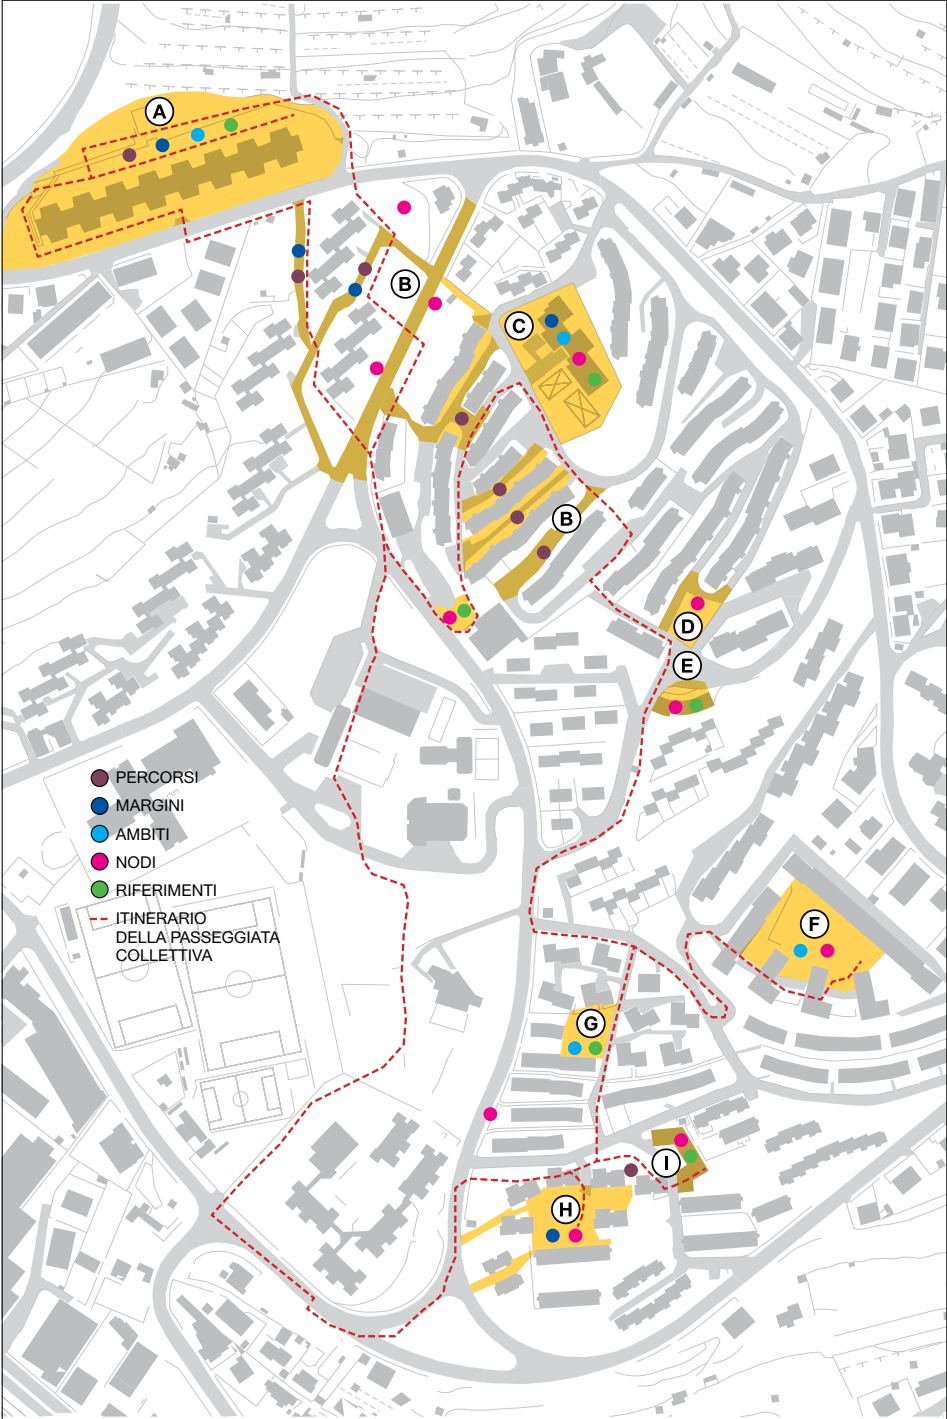 A
B
C
B
D
E
PERCORSI
MARGINI
AMBITI
NODI
RIFERIMENTI
ITINERARIO
DELLA PASSEGGIATA
COLLETTIVA
F
G
I
H